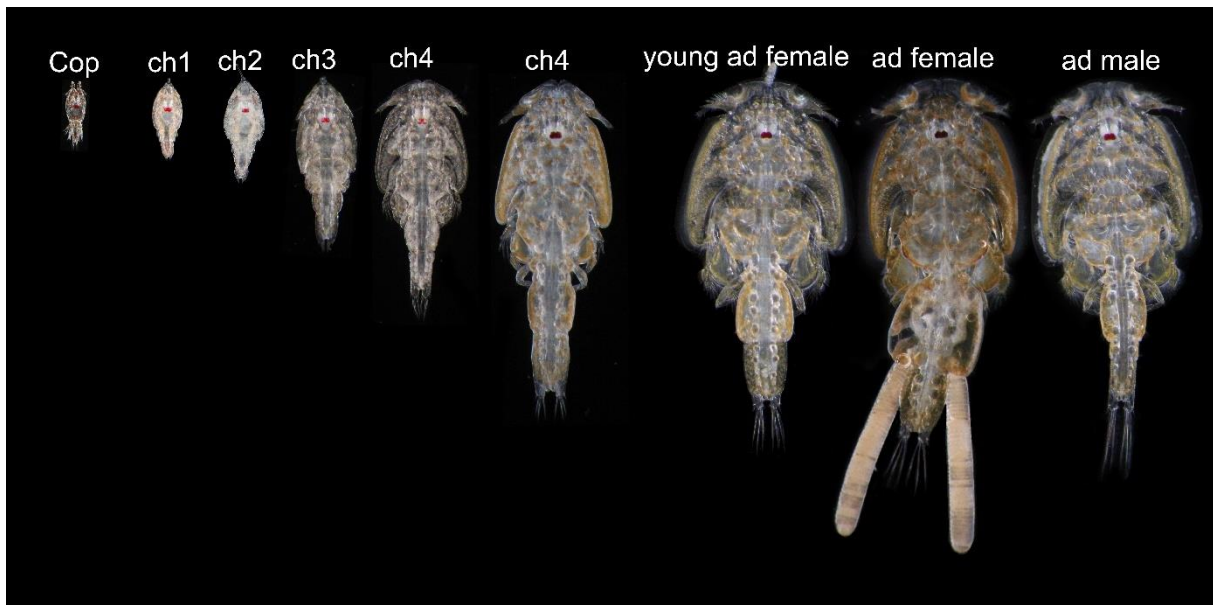 Cop
ch1
ch2
ch3
ch4
ch4
young ad female
ad female
ad male